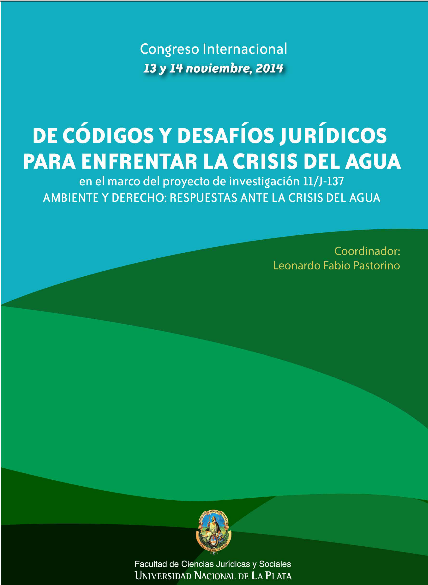 Congreso Internacional
13 y 14 noviembre, 2014
DE CÓDIGOS Y DESAFÍOS JURÍDICOS
PARA ENFRENTAR LA CRISIS DEL AGUA
en el marco del proyecto de investigación 11/J-137
AMBIENTE Y DERECHO: RESPUESTAS ANTE LA CRISIS DEL AGUA
Coordinador:
Leonardo Fabio Pastorino
Facultad de Ciencias Jurídicas y Sociales
UNIVERSIDAD NACIONAL DE LA PLATA